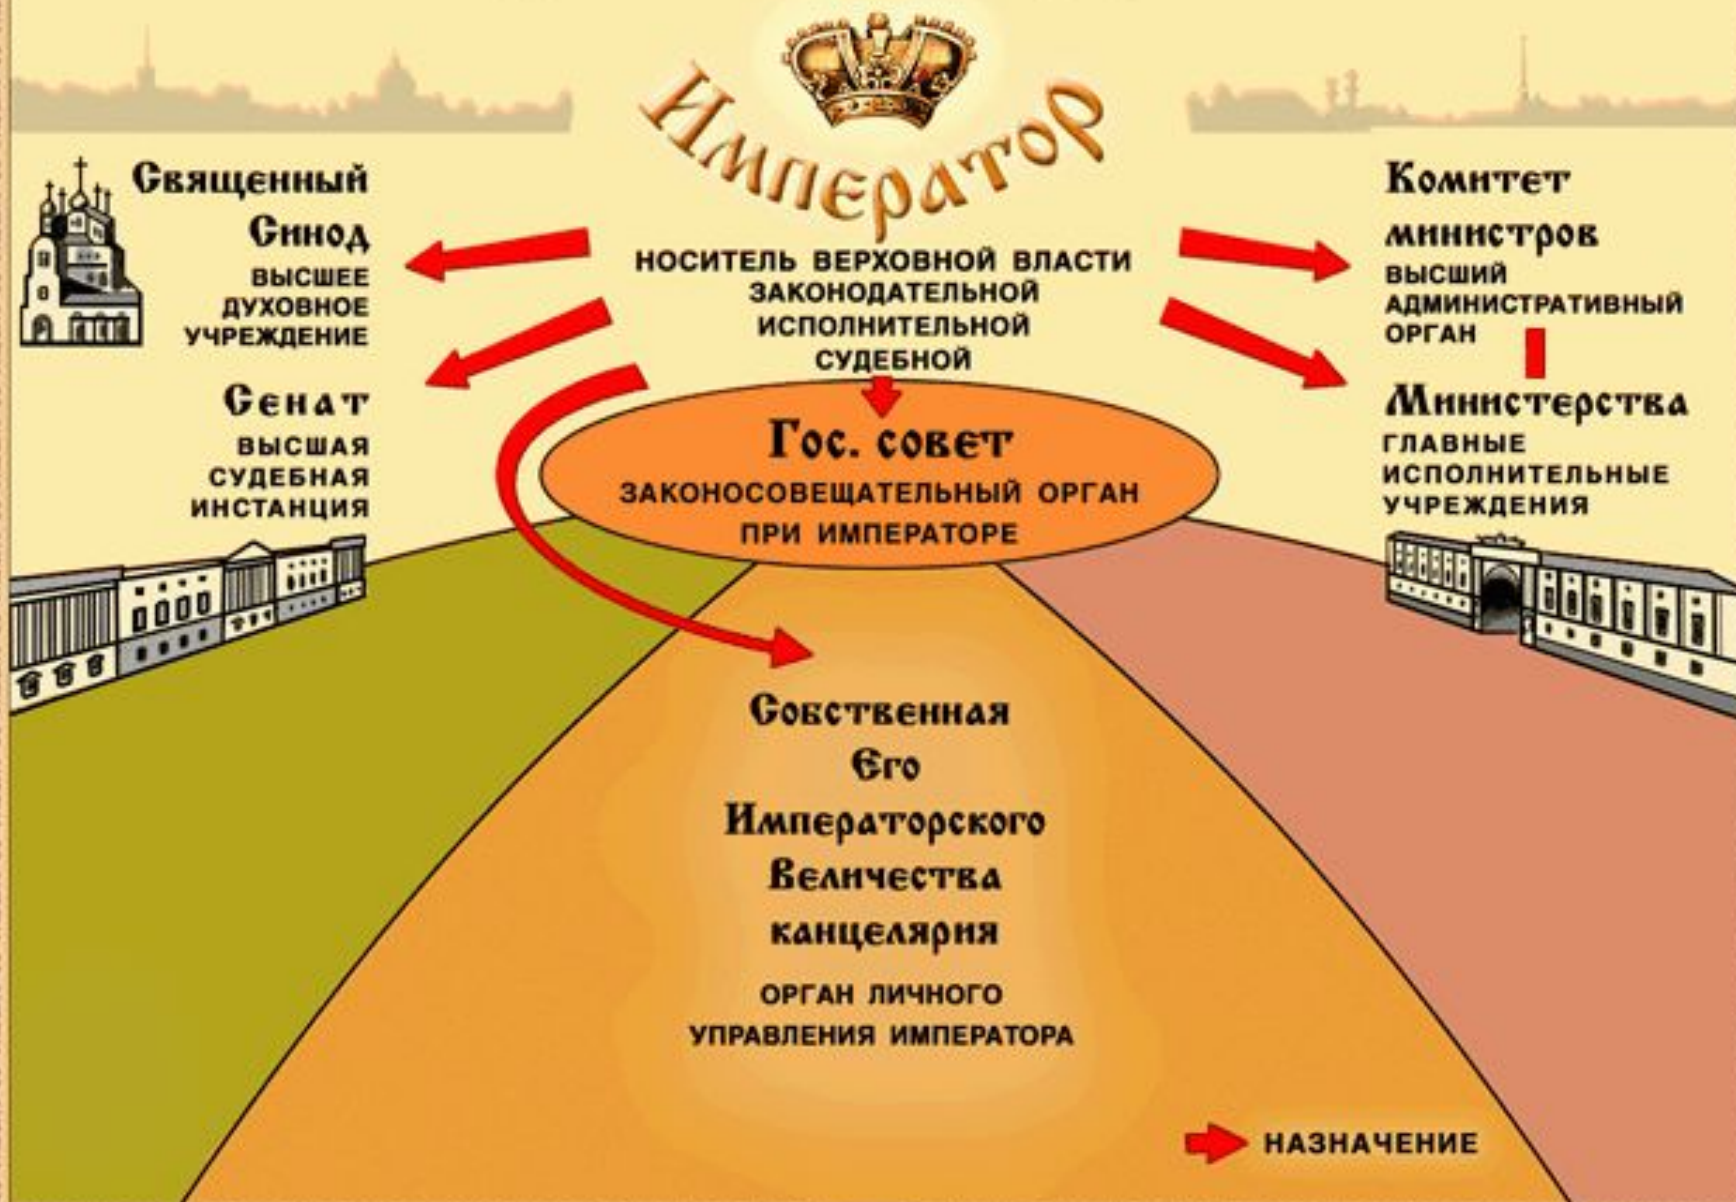 Император
НОСИТЕЛЬ ВЕРХОВНОЙ ВЛАСТИ
ЗАКОНОДАТЕЛЬНОЙ
ИСПОЛНИТЕЛЬНОЙ
СУДЕБНОЙ
Священный
Синод
ВЫСШЕЕ
ДУХОВНОЕ
УЧРЕЖДЕНИЕ
Сенат
ВЫСШАЯ
СУДЕБНАЯ
ИНСТАНЦИЯ
Комитет
министров
ВЫСШИЙ
АДМИНИСТРАТИВНЫЙ
ОРГАН
Министерства
ГЛАВНЫЕ
ИСПОЛНИТЕЛЬНЫЕ
УЧРЕЖДЕНИЯ
Гос. совет
ЗАКОНОСОВЕЩАТЕЛЬНЫЙ ОРГАН
ПРИ ИМПЕРАТОРЕ
Собственная
Его
Императорского
Величества
канцелярия
ОРГАН ЛИЧНОГО
УПРАВЛЕНИЯ ИМПЕРАТОРА
НАЗНАЧЕНИЕ